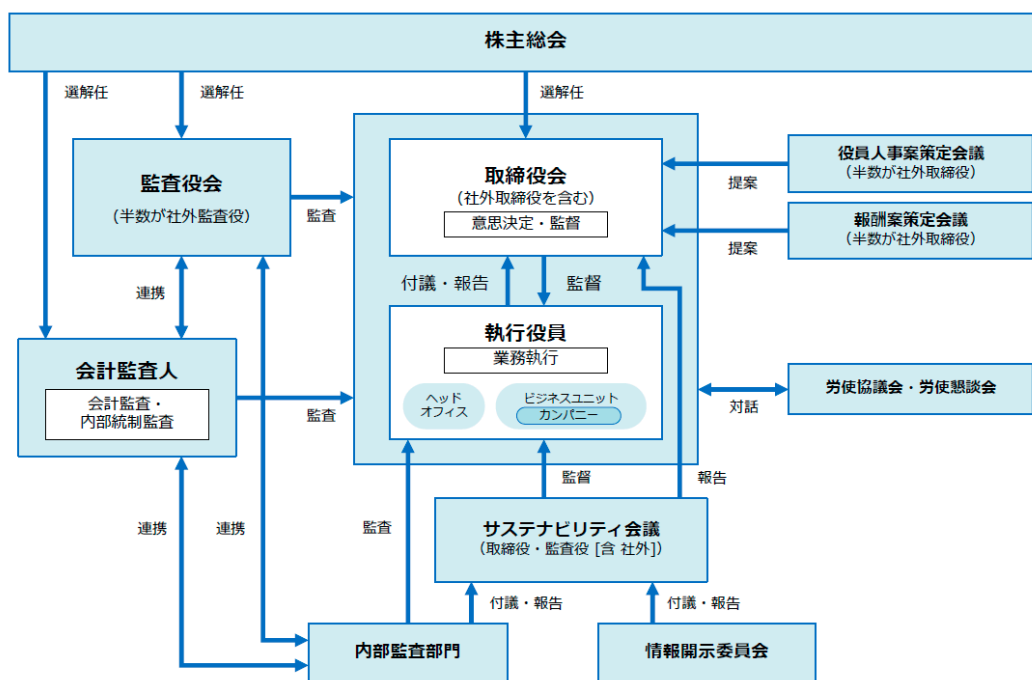 株主総会
選解任
選解任
選解任
監査役会
(半数が社外監査役)
監査
取締役会
(社外取締役を含む)
意思決定・監督
役員人事案策定会議
(半数が社外取締役)
提案
報酬案策定会議
(半数が社外取締役)
提案
連携
付議・報告
監督
会計監査人
会計監査・
内部統制監査
監査
執行役員
業務執行
ヘッド
オフィス
ビジネスユニット
カンパニー
労使協議会・労使懇談会
対話
監督
報告
連携
連携
監査
サステナビリティ会議
(取締役・監査役 [含 社外])
付議・報告
付議・報告
内部監査部門
情報開示委員会